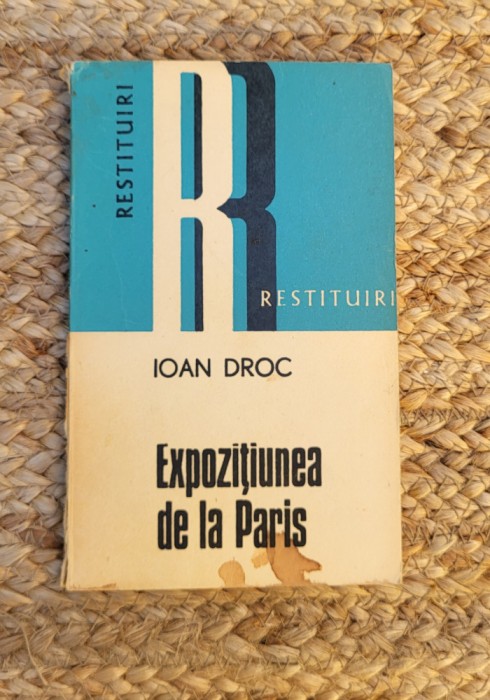 RESTITUIRI
R
RESTITUIRI
IOAN DROC
Expozițiunea
de la Paris